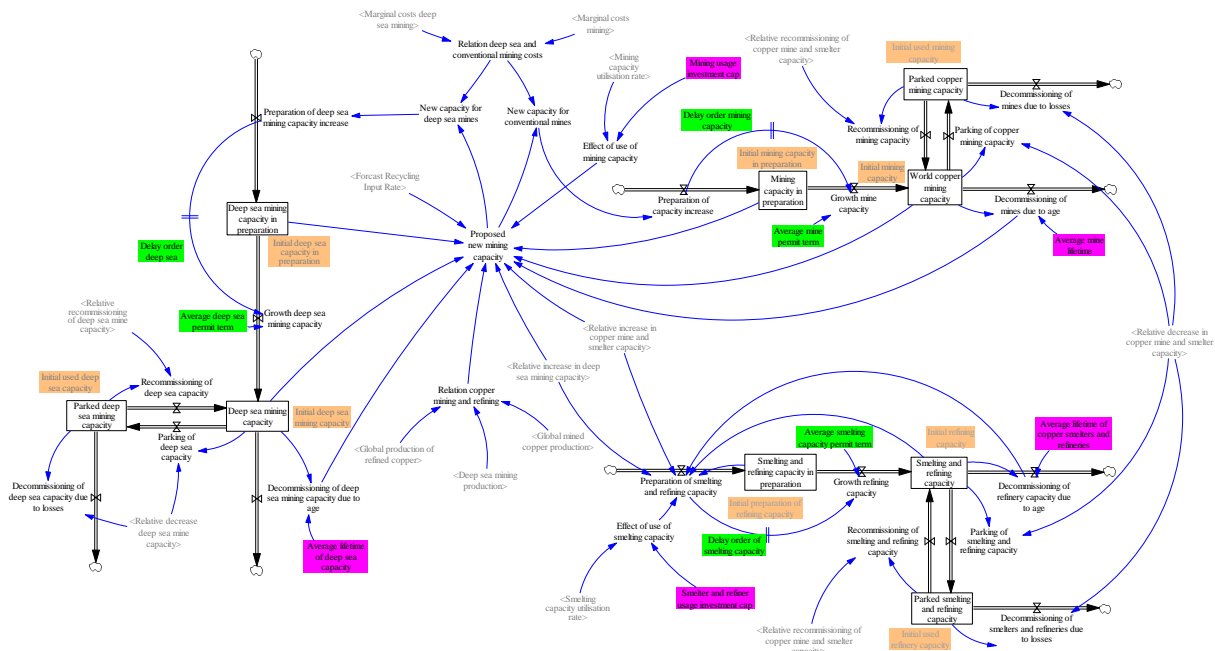 <Marginal costs deep
sea mining>
<Marginal costs
mining>
Relation deep sea and
conventional mining costs
<Mining
capacity
utilisation rate>
Mining usage
investment cap
<Relative recommissioning of
copper mine and smelter
capacity>
Initial used mining
capacity
Parked copper
mining capacity
Decommissioning of
mines due to losses
Preparation of deep sea
mining capacity increase
New capacity for
deep sea mines
New capacity for
conventional mines
Delay order mining
capacity
Effect of use of
mining capacity
Recommissioning
of mining capacity
Parking of copper
mining capacity
Initial mining capacity
in preparation
Initial mining
capacity
<Forcast Recycling
Input Rate>
Mining
capacity in
preparation
World copper
mining
capacity
Preparation of
capacity increase
Growth mine
capacity
Decommissioning of
mines due to age
Deep sea mining
capacity in
preparation
Delay order
deep sea
Initial deep sea
capacity in
preparation
Proposed
new mining
capacity
Average mine
permit term
Average mine
lifetime
<Relative
recommissioning
of deep sea mine
capacity>
Average deep sea
permit term
Growth deep sea
mining capacity
<Relative increase in
copper mine and
smelter capacity>
<Relative decrease in
copper mine and smelter
capacity>
<Relative increase in deep
sea mining capacity>
Initial used deep
sea capacity
Recommissioning of
deep sea capacity
Relation copper
mining and refining
Parked deep
sea mining
capacity
Deep sea mining
capacity
Initial deep sea
mining capacity
Parking of
deep sea
capacity
<Global production of
refined copper>
<Global mined
copper production>
<Deep sea mining
production>
Average smelting
capacity permit term
Initial refining
capacity
Average lifetime of
copper smelters and
refineries
Decommissioning
of deep sea capacity due
to losses
Decommissioning of deep
sea mining capacity due to
age
Preparation of smelting
and refining capacity
Smelting and
refining capacity in
preparation
Growth refining
capacity
Smelting and
refining
capacity
Decommissioning of
refinery capacity due
to age
<Relative decrease deep sea mine
capacity>
Initial preparation of
refining capacity
Effect of use of
smelting capacity
Delay order of
smelting capacity
Recommissioning of
smelting and refining
capacity
Parking of
smelting and
refining capacity
Average lifetime
of deep sea
capacity
<Smelting
capacity utilisation
rate>
Smelter and refiner
usage investment cap
Parked smelting
and refining
capacity
<Relative recommissioning of
copper mine and smelter
capacity>
Initial used
refinery capacity
Decommissioning of
smelters and refineries due to
losses